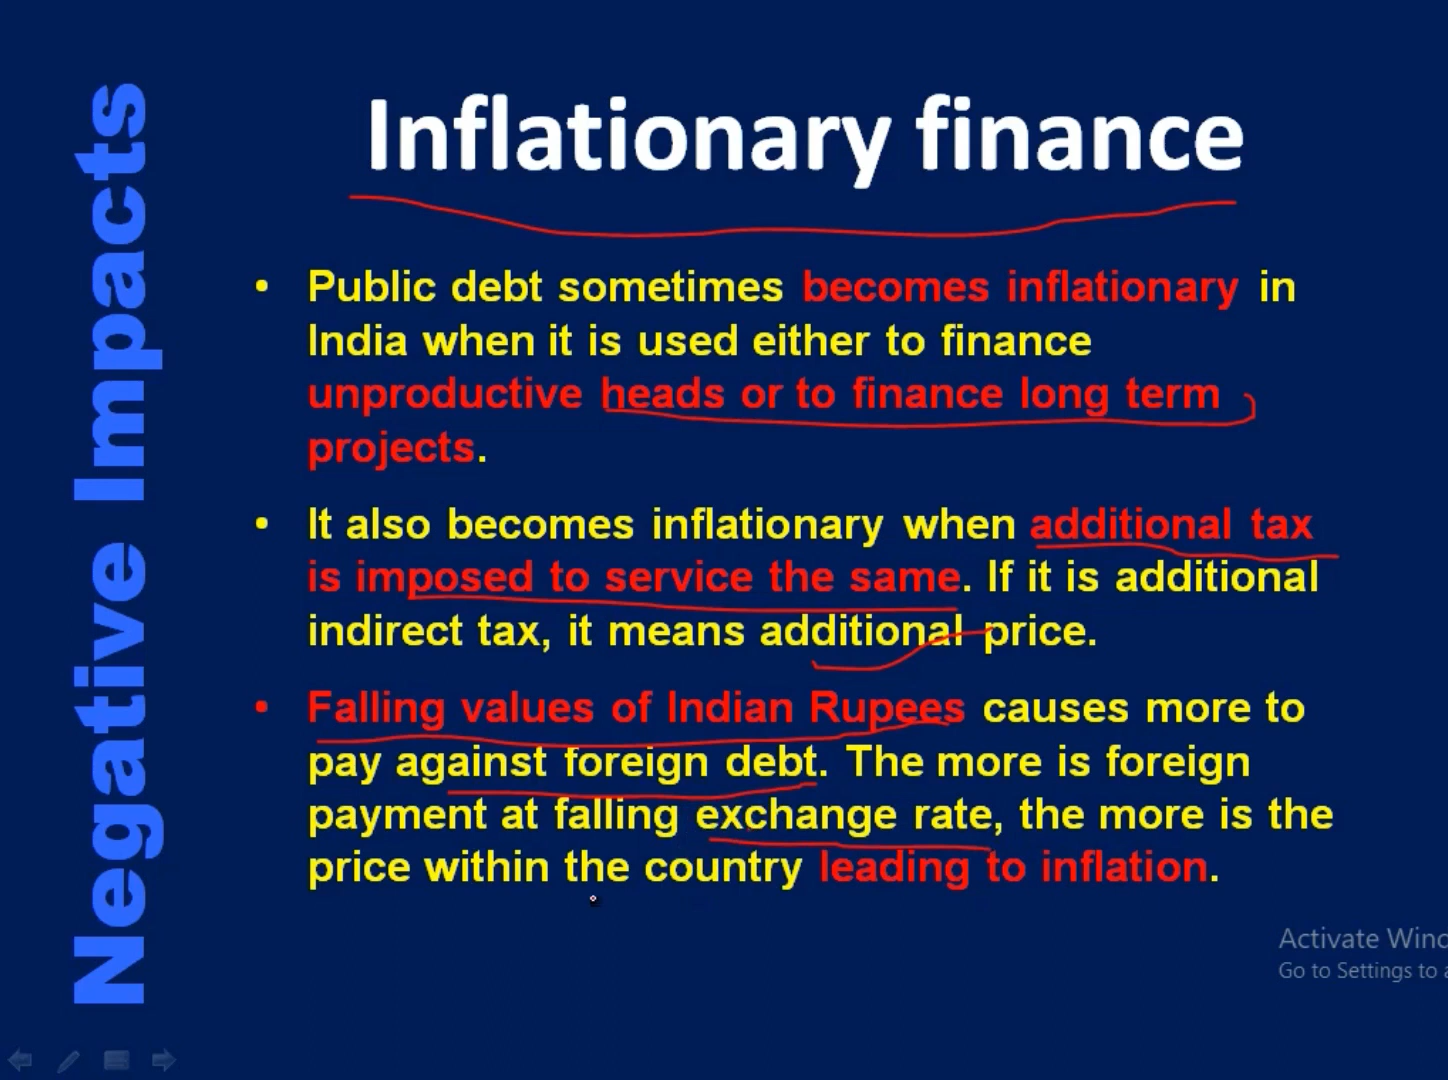 Negative Impacts
Inflationary finance
• Public debt sometimes becomes inflationary in
India when it is used either to finance
unproductive heads or to finance long term
projects.
• It also becomes inflationary when additional tax
is imposed to service the same. If it is additional
indirect tax, it means additional price.
• Falling values of Indian Rupees causes more to
pay against foreign debt. The more is foreign
payment at falling exchange rate, the more is the
price within the country leading to inflation.
Activate Wind
Go to Settings to a